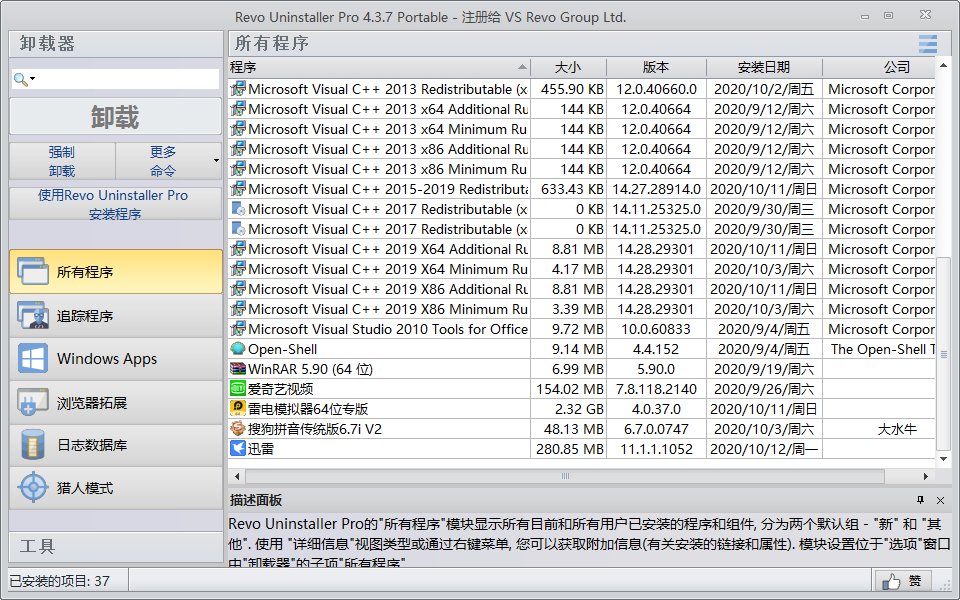 Revo Uninstaller Pro 4.3.7 Portable - 注册给 VS Revo Group Ltd.
卸载器
卸载
强制
卸载
更多
命令
使用Revo Uninstaller Pro
安装程序
所有程序
追踪程序
Windows Apps
浏览器拓展
日志数据库
猎人模式
工具
所有程序
程序 大小 版本 安装日期 公司
Microsoft Visual C++ 2013 Redistributable (x 455.90 KB 12.0.40660.0 2020/10/2/周五 Microsoft Corpor
Microsoft Visual C++ 2013 x64 Additional Ru 144 KB 12.0.40664 2020/9/12/周六 Microsoft Corpor
Microsoft Visual C++ 2013 x64 Minimum Ru 144 KB 12.0.40664 2020/9/12/周六 Microsoft Corpor
Microsoft Visual C++ 2013 x86 Additional Ru 144 KB 12.0.40664 2020/9/12/周六 Microsoft Corpor
Microsoft Visual C++ 2013 x86 Minimum Ru 144 KB 12.0.40664 2020/9/12/周六 Microsoft Corpor
Microsoft Visual C++ 2015-2019 Redistributa 633.43 KB 14.27.28914.0 2020/10/11/周日 Microsoft Corpor
Microsoft Visual C++ 2017 Redistributable (x 0 KB 14.11.25325.0 2020/9/30/周三 Microsoft Corpor
Microsoft Visual C++ 2017 Redistributable (x 0 KB 14.11.25325.0 2020/9/30/周三 Microsoft Corpor
Microsoft Visual C++ 2019 X64 Additional Ru 8.81 MB 14.28.29301 2020/10/11/周日 Microsoft Corpor
Microsoft Visual C++ 2019 X64 Minimum Ru 4.17 MB 14.28.29301 2020/10/3/周六 Microsoft Corpor
Microsoft Visual C++ 2019 X86 Additional Ru 8.81 MB 14.28.29301 2020/10/11/周日 Microsoft Corpor
Microsoft Visual C++ 2019 X86 Minimum Ru 3.39 MB 14.28.29301 2020/10/3/周六 Microsoft Corpor
Microsoft Visual Studio 2010 Tools for Office 9.72 MB 10.0.60833 2020/9/4/周五 Microsoft Corpor
Open-Shell 9.14 MB 4.4.152 2020/9/4/周五 The Open-Shell T
WinRAR 5.90 (64 位) 6.99 MB 5.90.0 2020/9/19/周六
爱奇艺视频 154.02 MB 7.8.118.2140 2020/9/26/周六
雷电模拟器64位专版 2.32 GB 4.0.37.0 2020/10/11/周日
搜狗拼音传统版6.7i V2 48.13 MB 6.7.0.0747 2020/10/3/周六 大水牛
迅雷 280.85 MB 11.1.1.1052 2020/10/12/周一
描述面板
Revo Uninstaller Pro的"所有程序"模块显示所有目前和所有用户已安装的程序和组件, 分为两个默认组 - "新" 和 "其
他". 使用 "详细信息"视图类型或通过右键菜单, 您可以获取附加信息(有关安装的链接和属性). 模块设置位于"选项"窗口
中"卸载器"的子项"所有程序"
已安装的项目: 37
赞